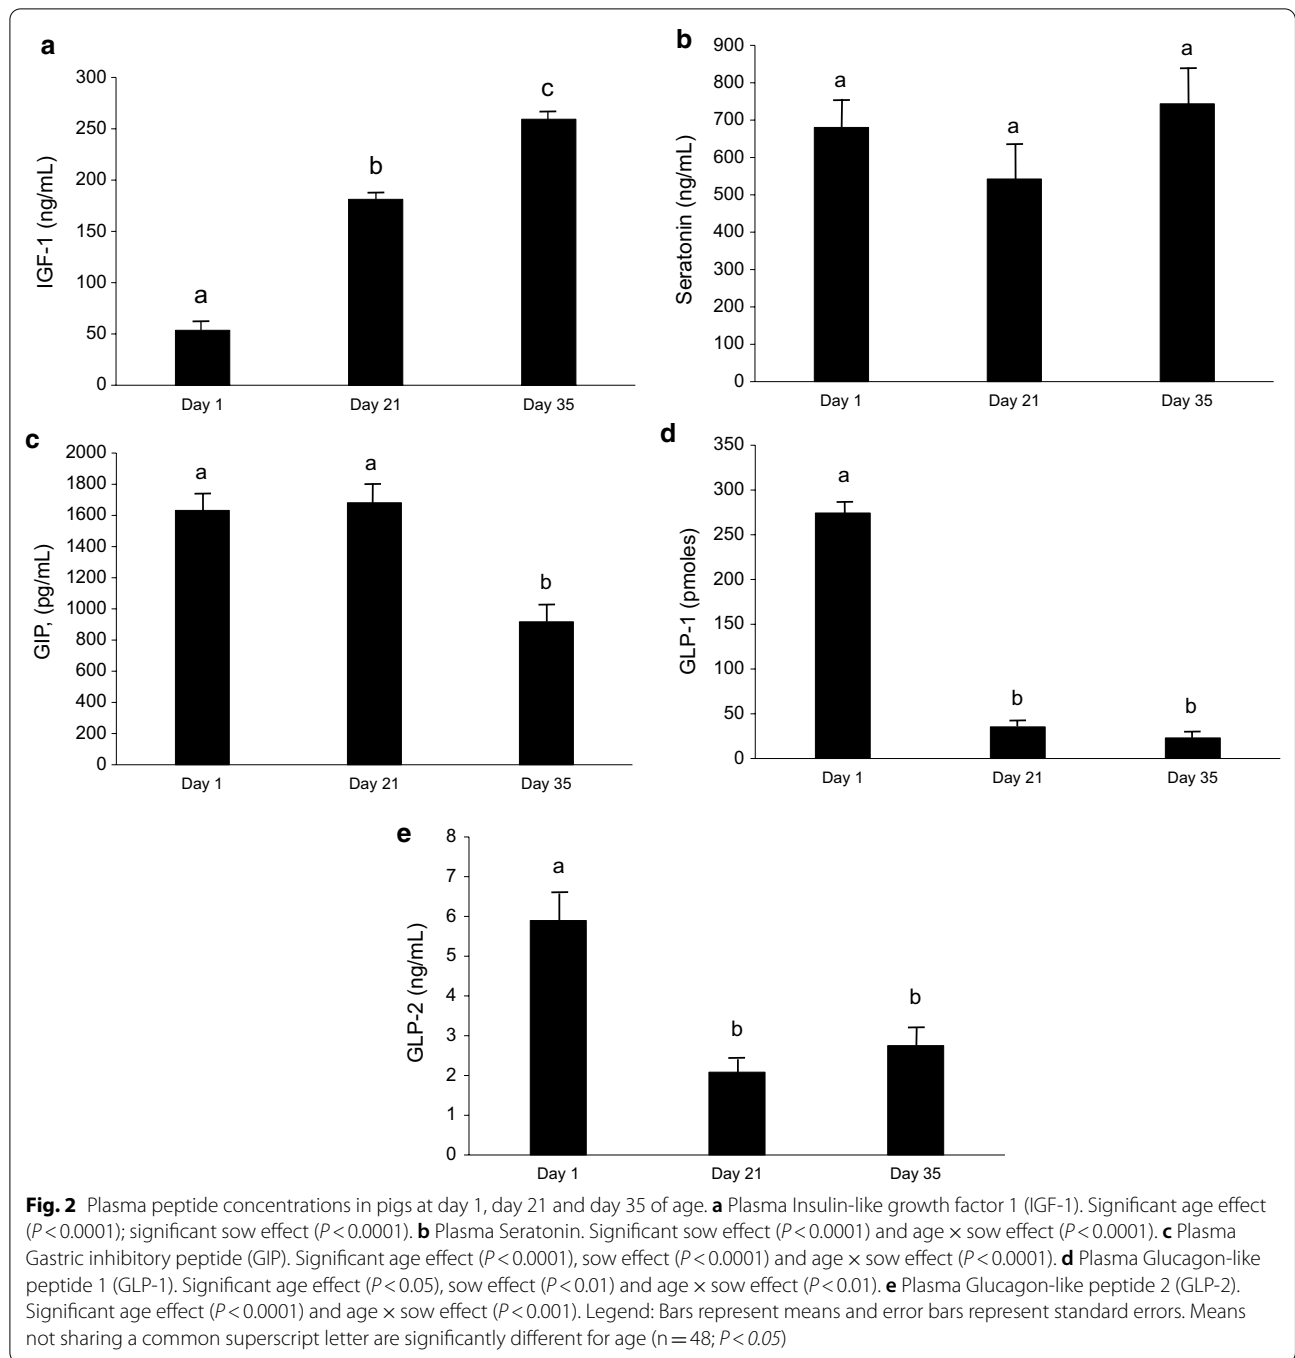 a
IGF-1 (ng/mL)
300
250
200
150
100
50
0
a
b
c
Day 1
Day 21
Day 35
b
Seratonin (ng/mL)
900
800
700
600
500
400
300
200
100
0
a
a
a
Day 1
Day 21
Day 35
c
GIP, (pg/mL)
2000
1800
1600
1400
1200
1000
800
600
400
200
0
a
a
b
Day 1
Day 21
Day 35
d
GLP-1 (pmoles)
350
300
250
200
150
100
50
0
a
b
b
Day 1
Day 21
Day 35
e
GLP-2 (ng/mL)
8
7
6
5
4
3
2
1
0
a
b
b
Day 1
Day 21
Day 35
Fig. 2 Plasma peptide concentrations in pigs at day 1, day 21 and day 35 of age. a Plasma Insulin-like growth factor 1 (IGF-1). Significant age effect
(P < 0.0001); significant sow effect (P < 0.0001). b Plasma Seratonin. Significant sow effect (P < 0.0001) and age × sow effect (P < 0.0001). c Plasma
Gastric inhibitory peptide (GIP). Significant age effect (P < 0.0001), sow effect (P < 0.0001) and age × sow effect (P < 0.0001). d Plasma Glucagon-like
peptide 1 (GLP-1). Significant age effect (P < 0.05), sow effect (P < 0.01) and age × sow effect (P < 0.01). e Plasma Glucagon-like peptide 2 (GLP-2).
Significant age effect (P < 0.0001) and age × sow effect (P < 0.001). Legend: Bars represent means and error bars represent standard errors. Means
not sharing a common superscript letter are significantly different for age (n = 48; P < 0.05)